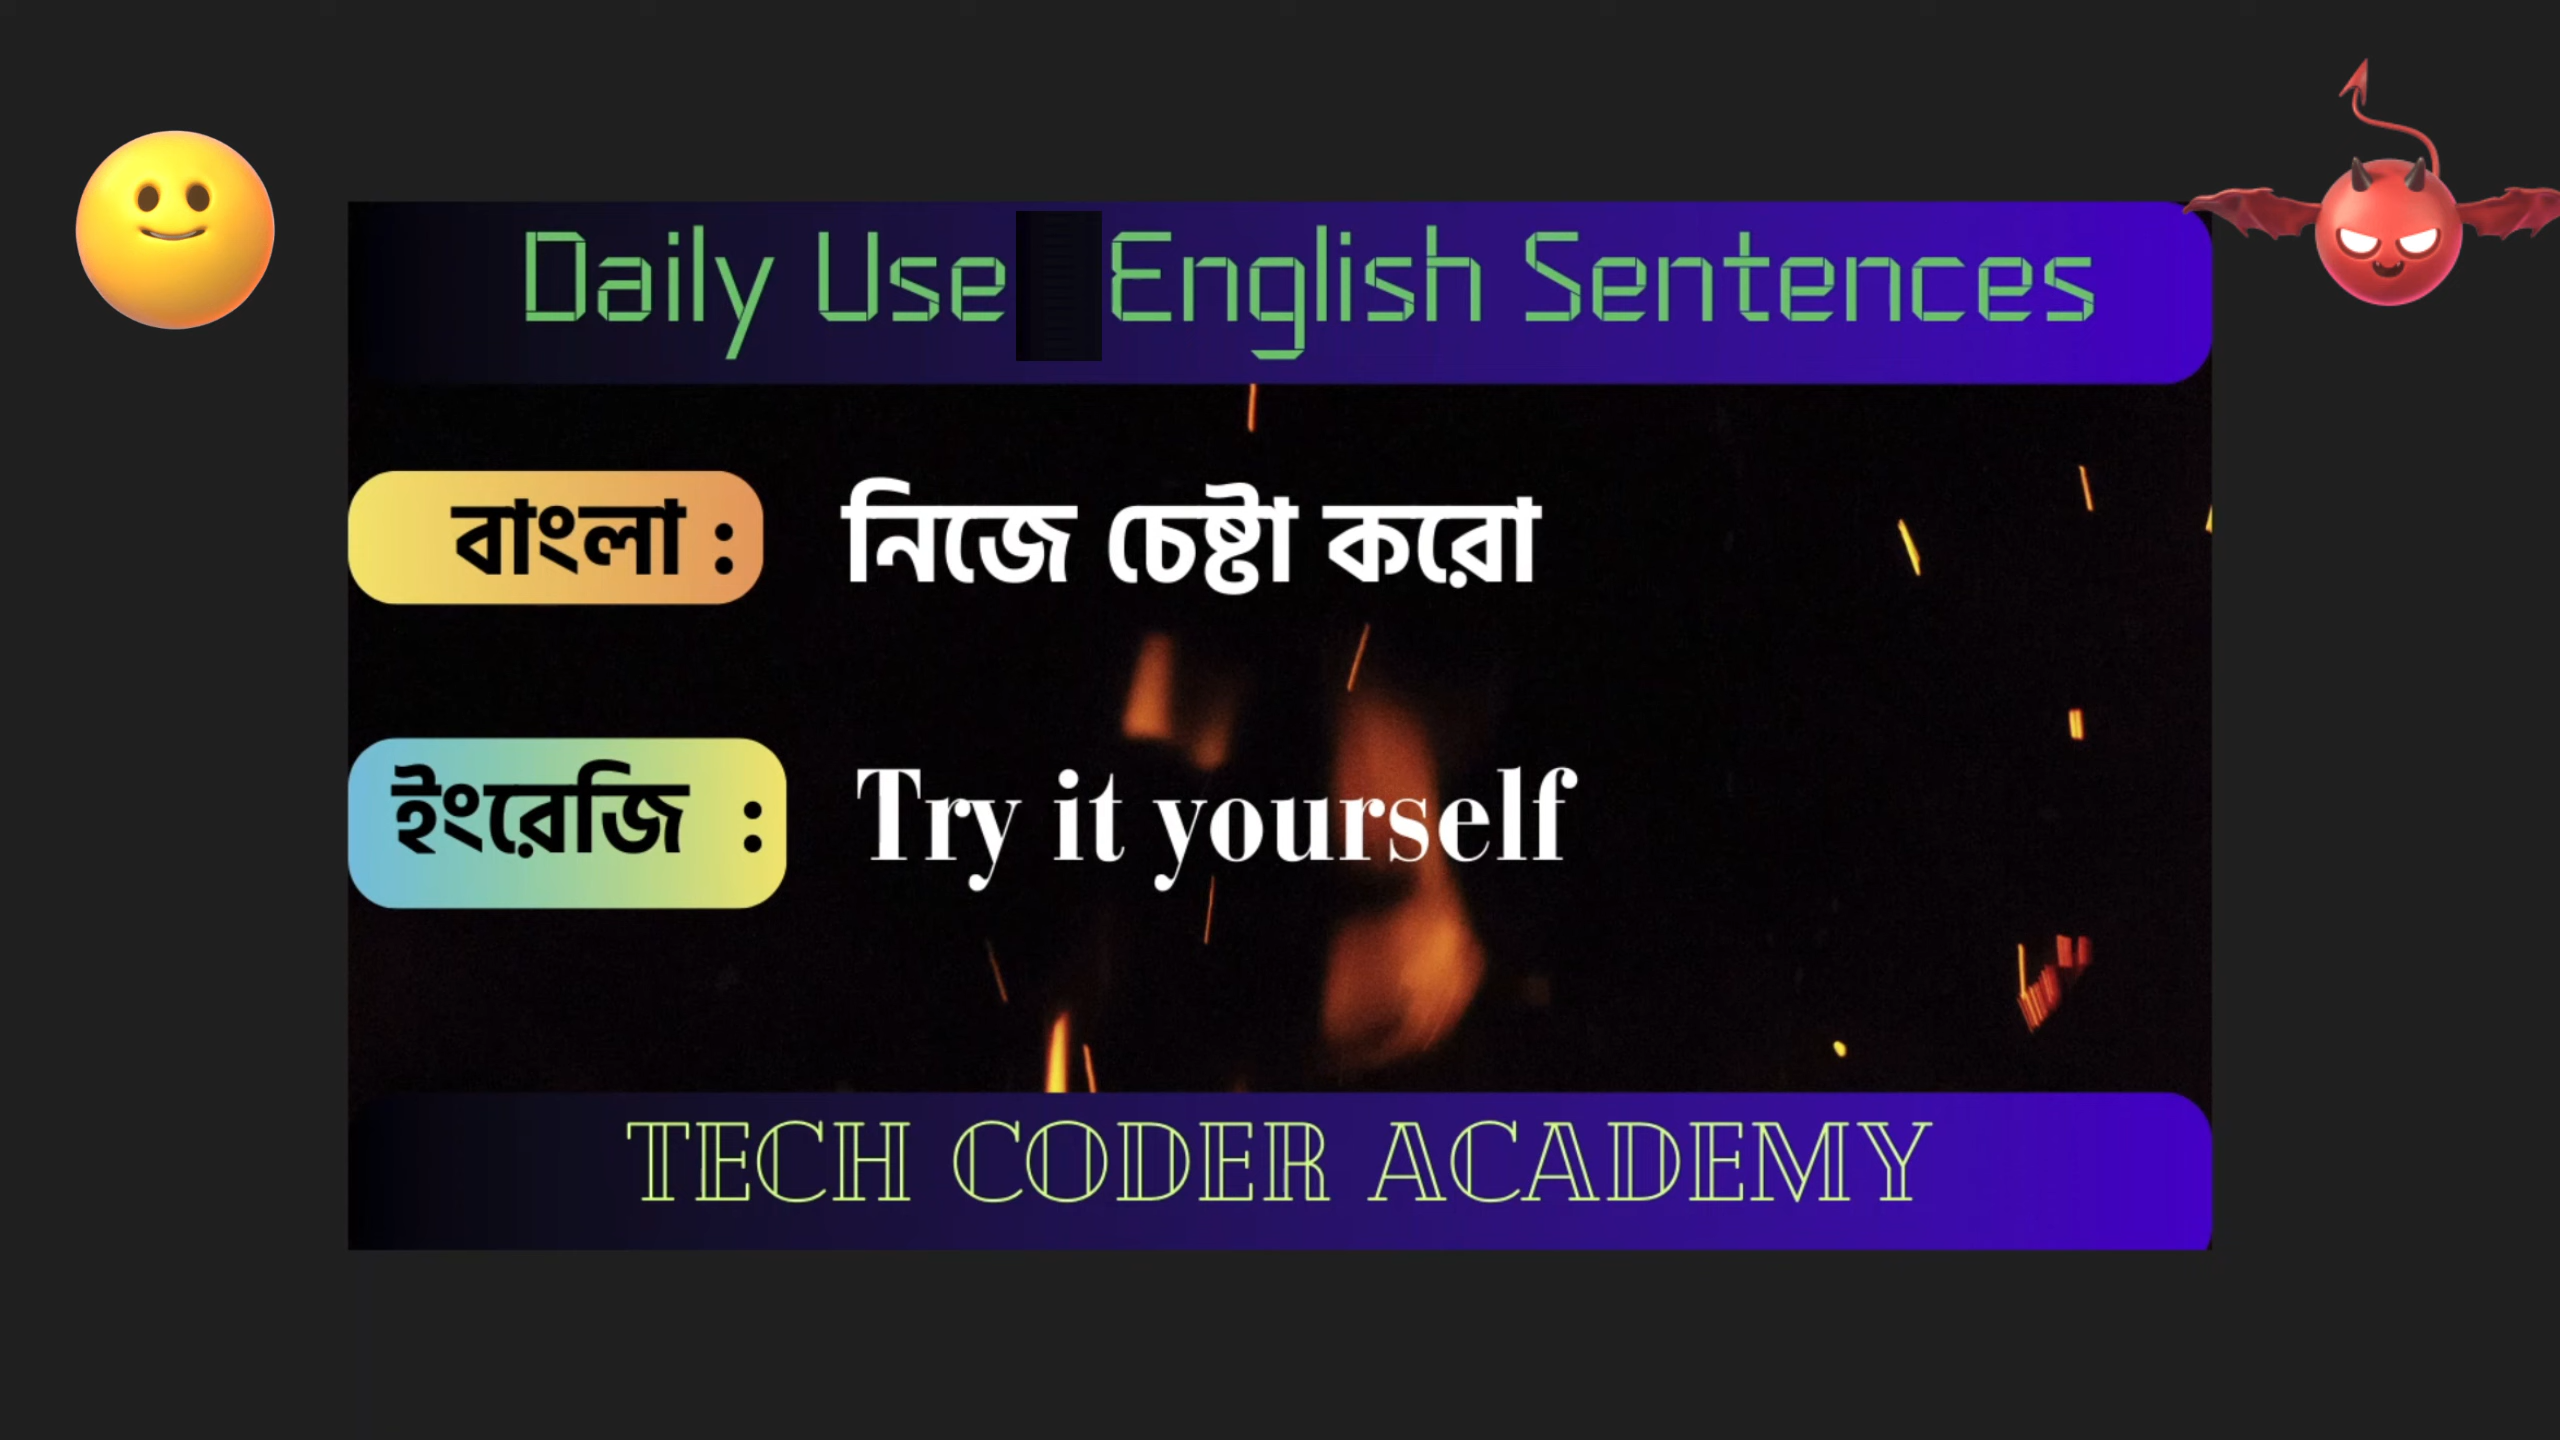 Daily Use English Sentences
বাংলা : নিজে চেষ্টা করো
ইংরেজি : Try it yourself
TECH CODER ACADEMY